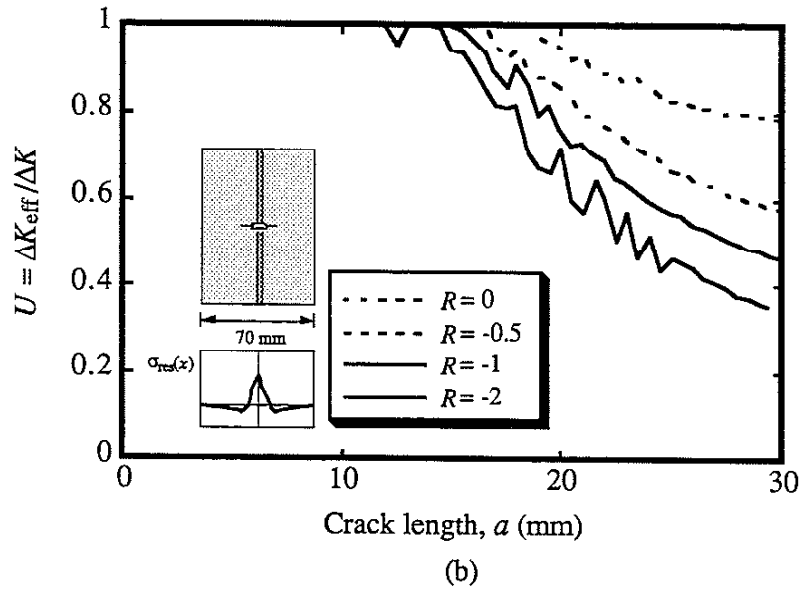 1
0.8
0.6
0.4
0.2
0
U = ΔKeff/ΔK
70 mm
σres(x)
R = 0
R = -0.5
R = -1
R = -2
0
10
20
30
Crack length, a (mm)
(b)